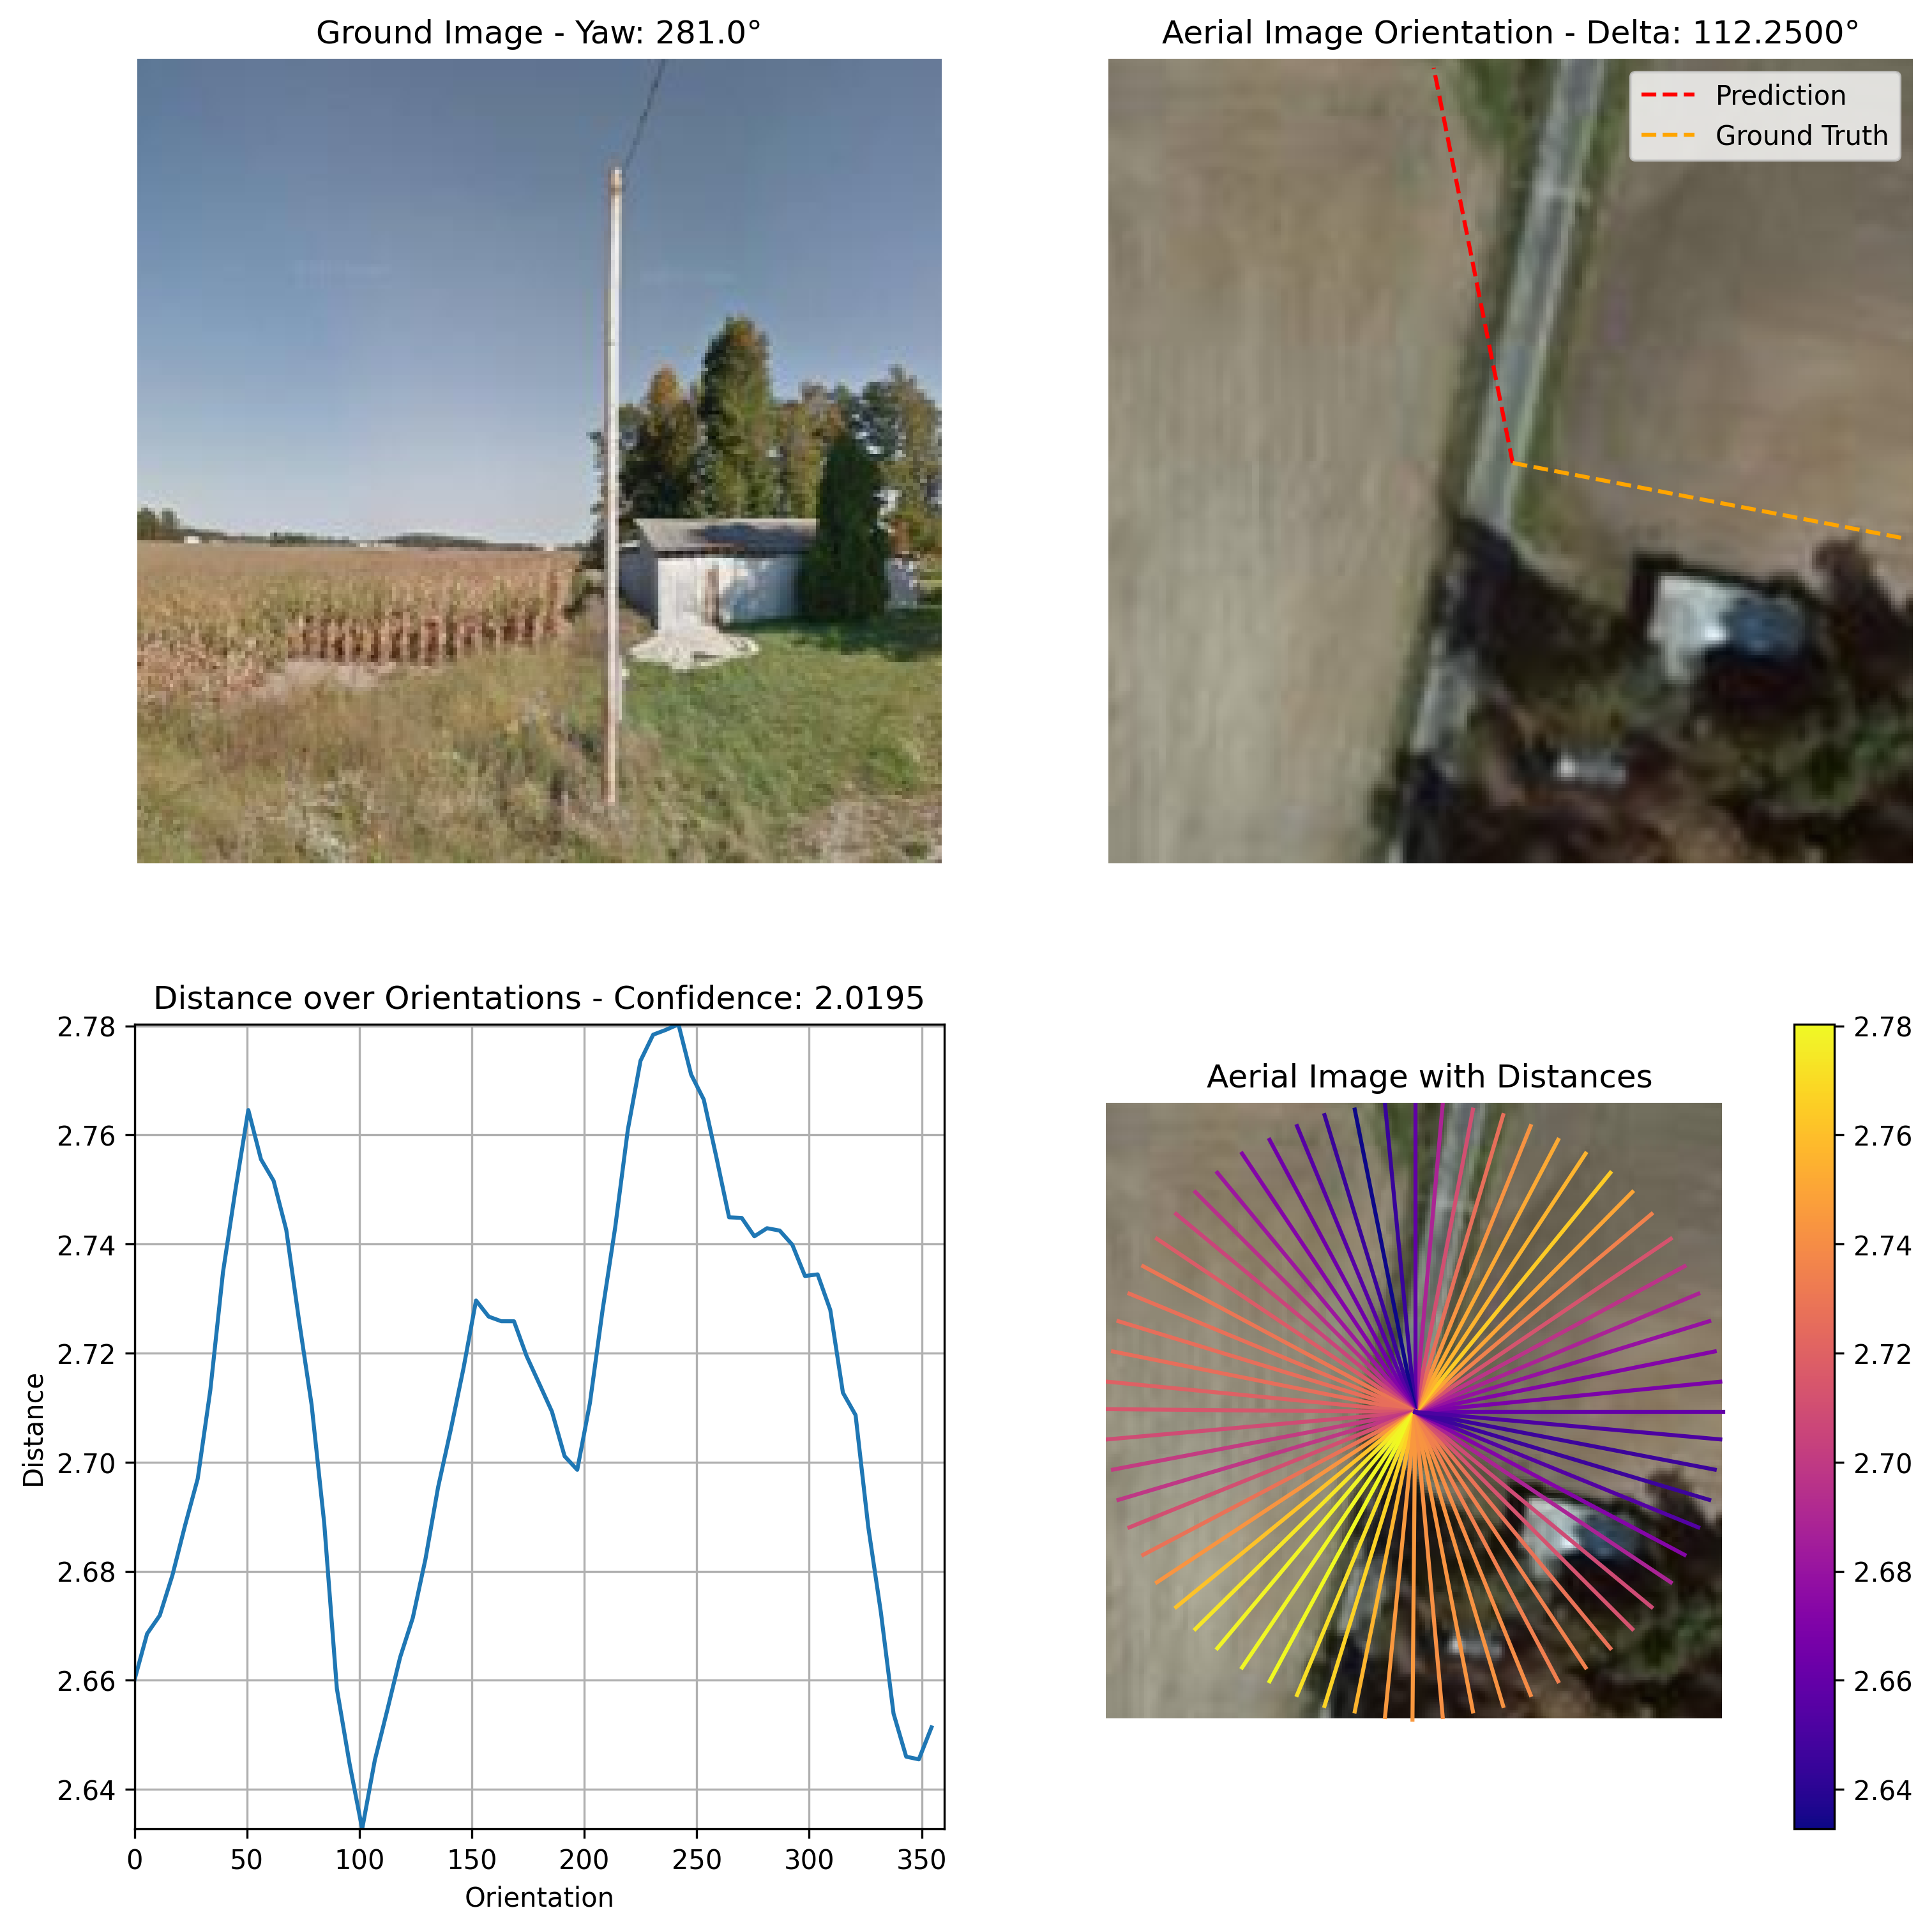 Ground Image - Yaw: 281.0°
Aerial Image Orientation - Delta: 112.2500°
Prediction
Ground Truth
Distance over Orientations - Confidence: 2.0195
2.78
2.76
2.74
2.72
2.70
2.68
2.66
2.64
Distance
0 50 100 150 200 250 300 350
Orientation
Aerial Image with Distances
2.78
2.76
2.74
2.72
2.70
2.68
2.66
2.64